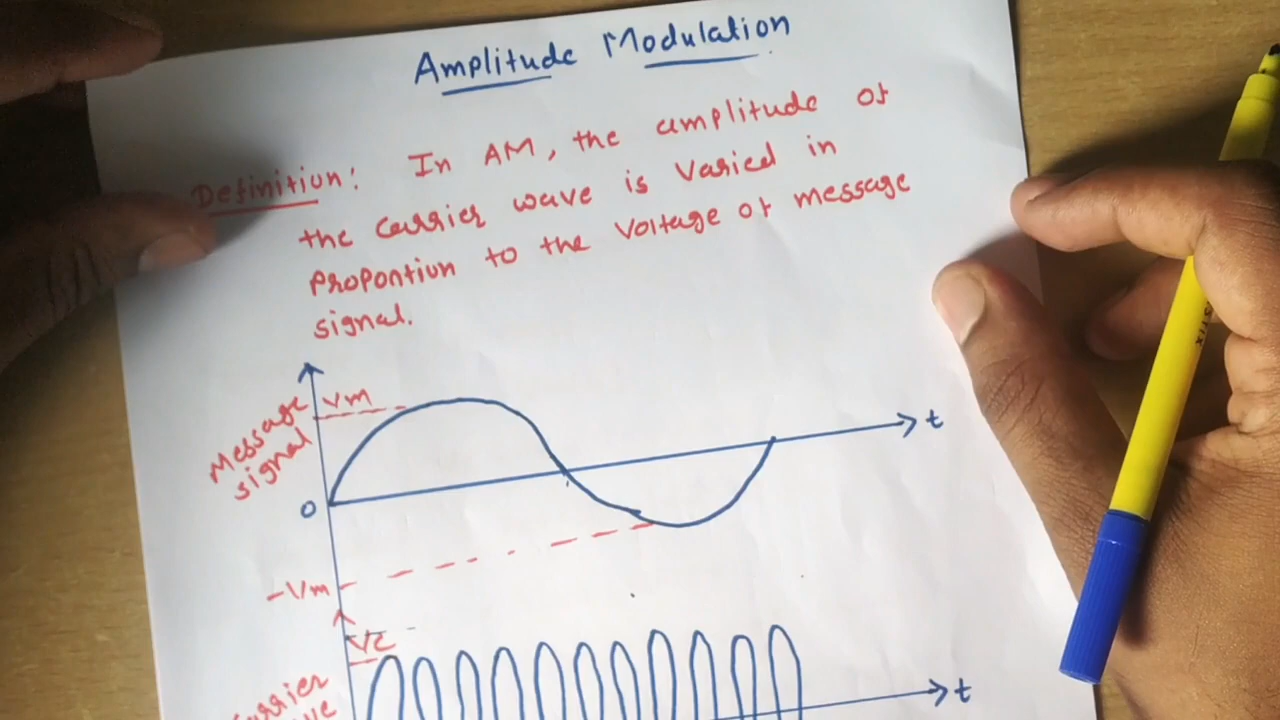 Amplitude Modulation
Definition: In AM, the amplitude of
the carrier wave is varied in
Proportion to the voltage of message
signal.
Message
signal
Vm
0
t
-Vm
Vc
t